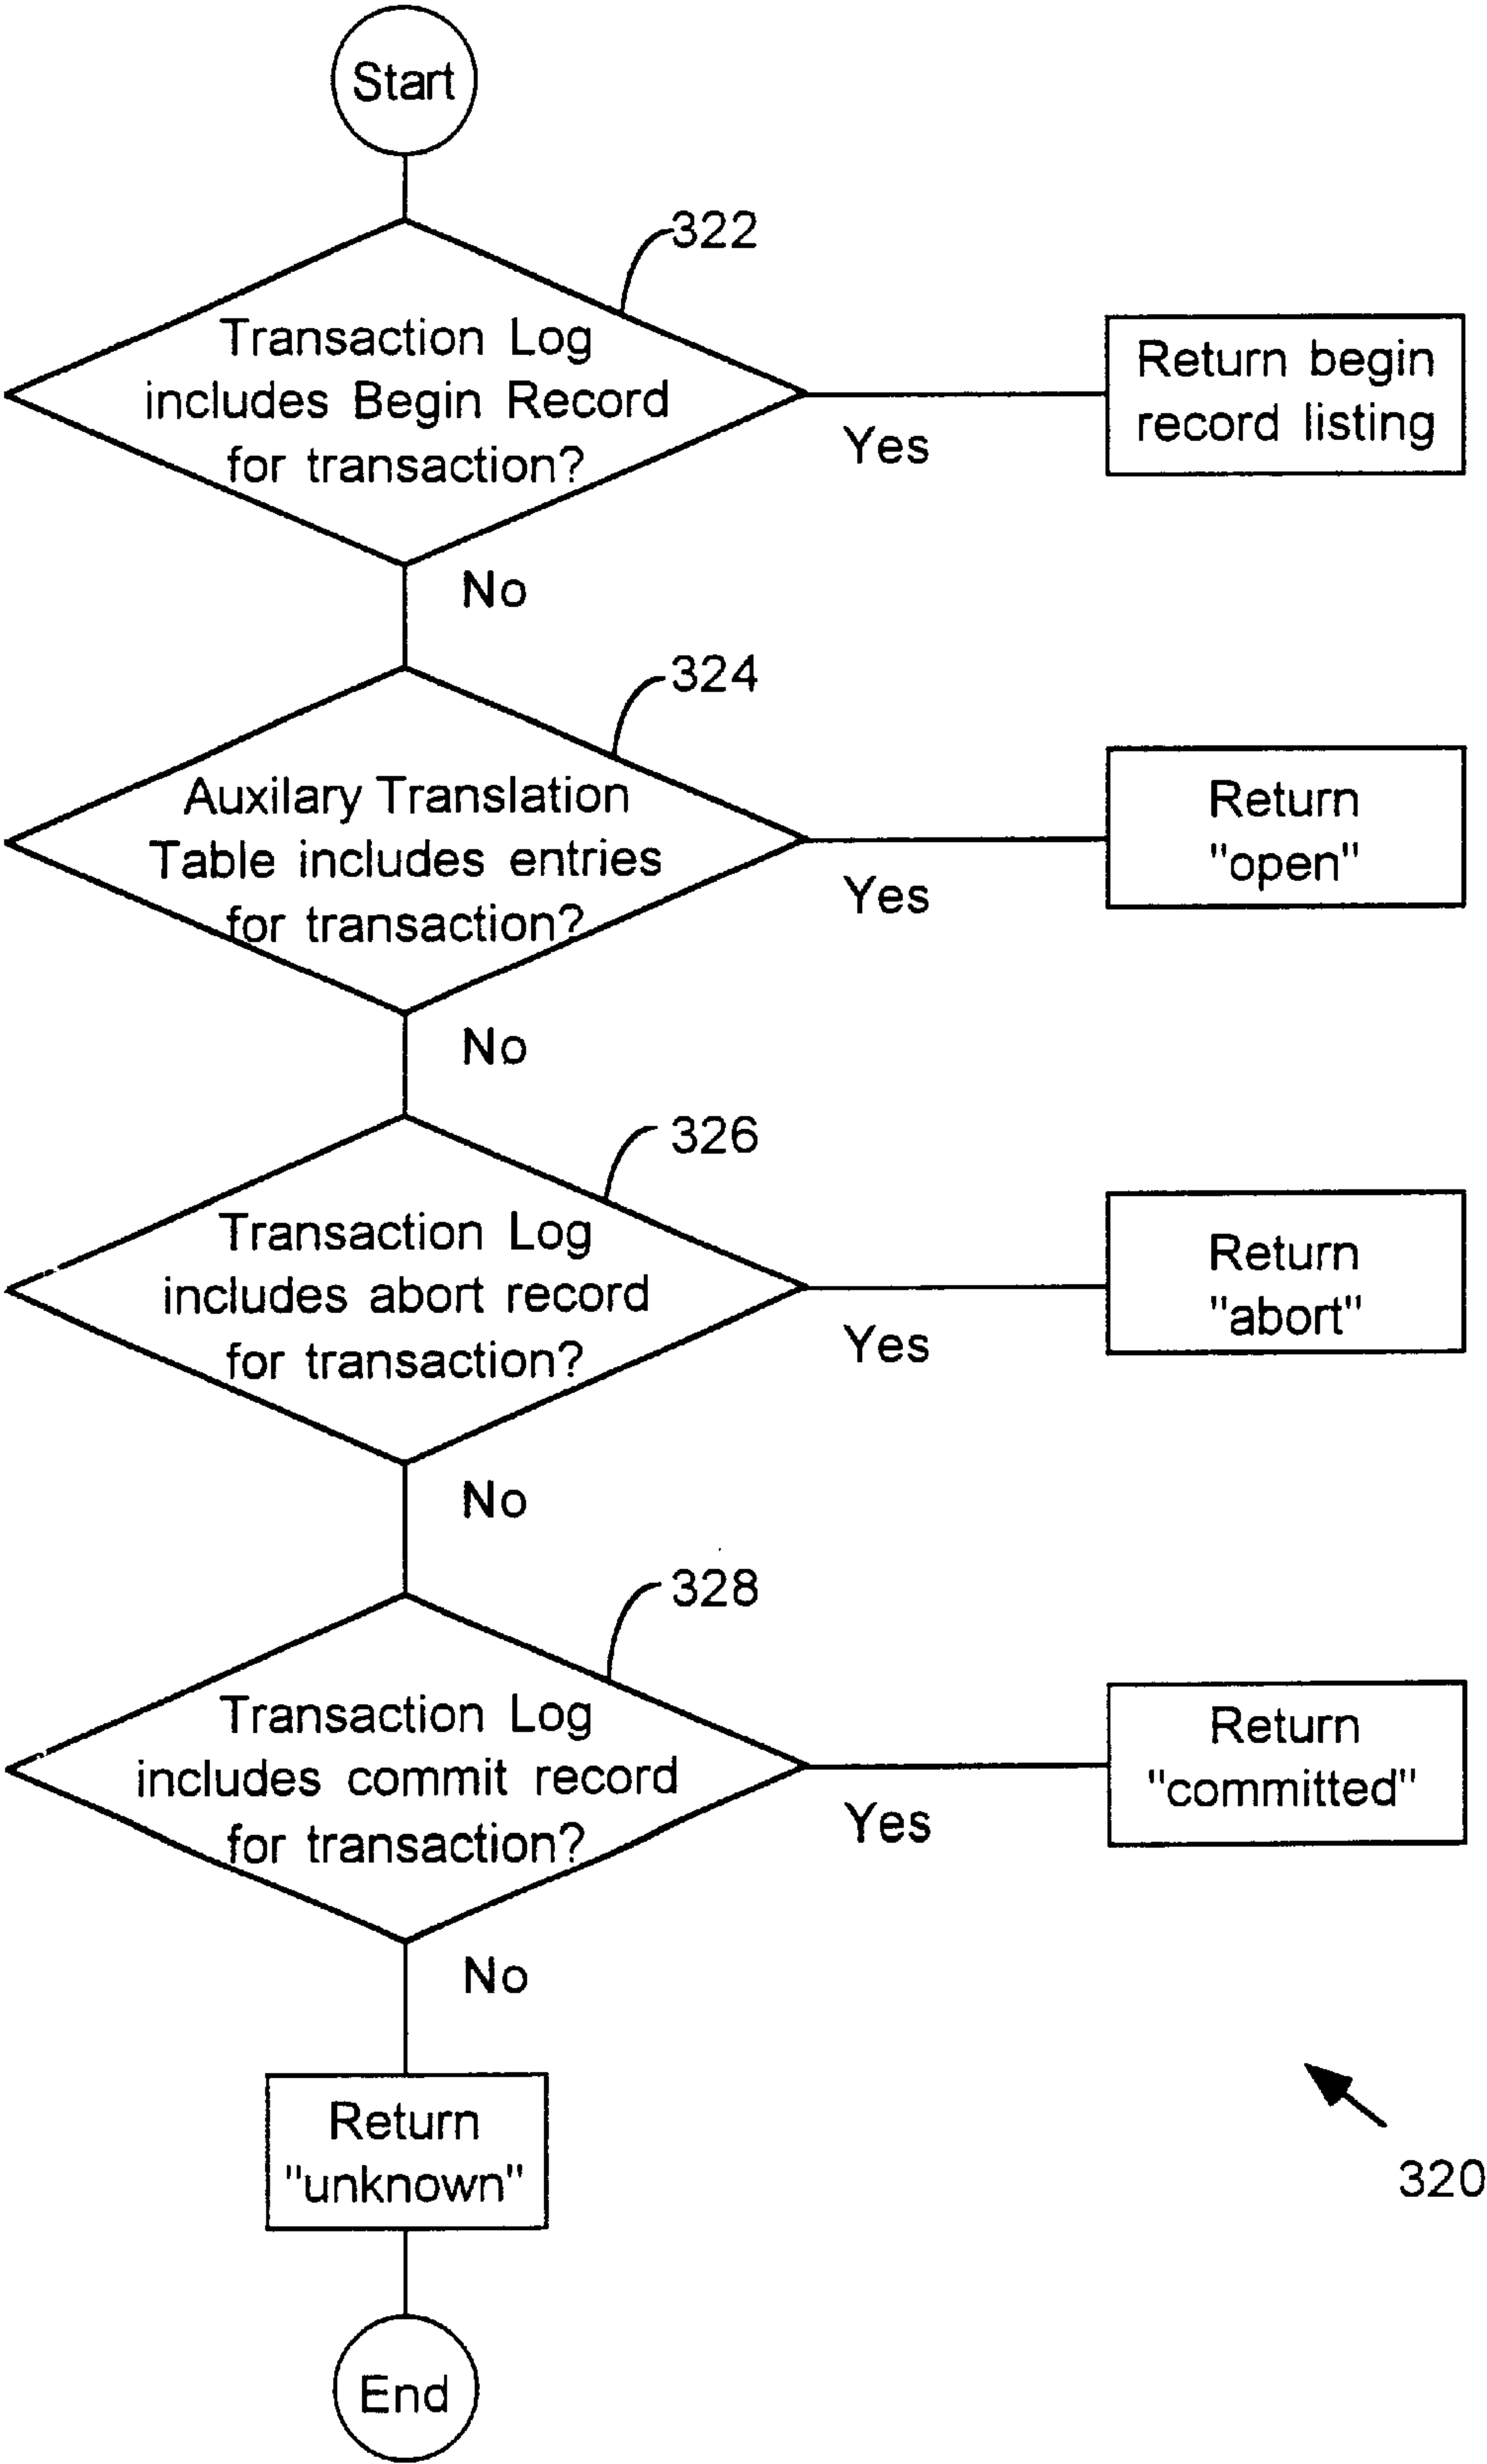 Start
322
Transaction Log
includes Begin Record
for transaction?
Yes
Return begin
record listing
No
324
Auxilary Translation
Table includes entries
for transaction?
Yes
Return
"open"
No
326
Transaction Log
includes abort record
for transaction?
Yes
Return
"abort"
No
328
Transaction Log
includes commit record
for transaction?
Yes
Return
"committed"
No
Return
"unknown"
320
End